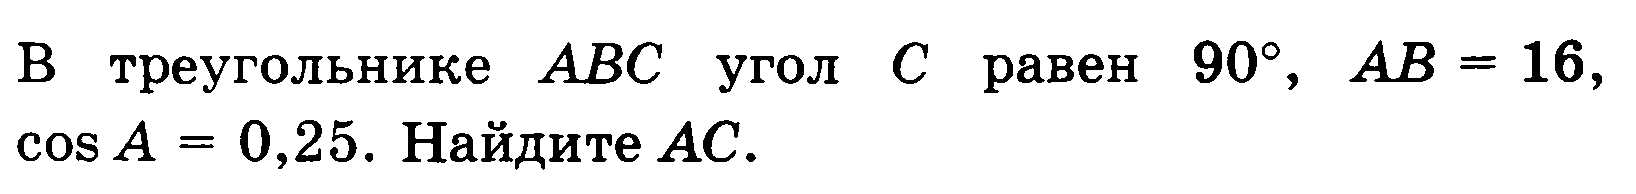 В треугольнике ABC угол C равен 90°, AB = 16,
cos A = 0,25. Найдите AC.